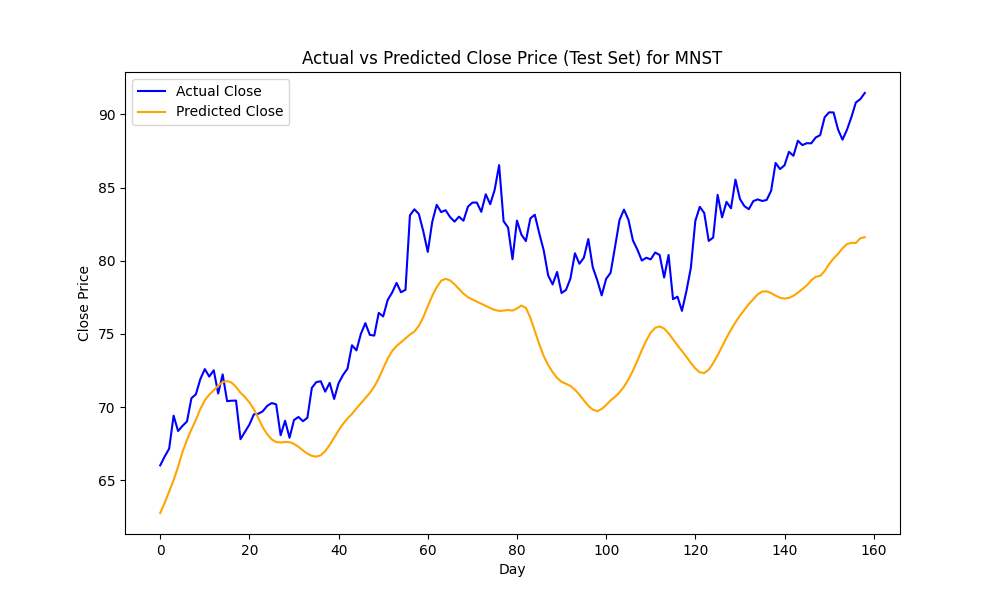 Actual vs Predicted Close Price (Test Set) for MNST
Actual Close
Predicted Close
90
85
80
75
70
65
Close Price
0 20 40 60 80 100 120 140 160
Day